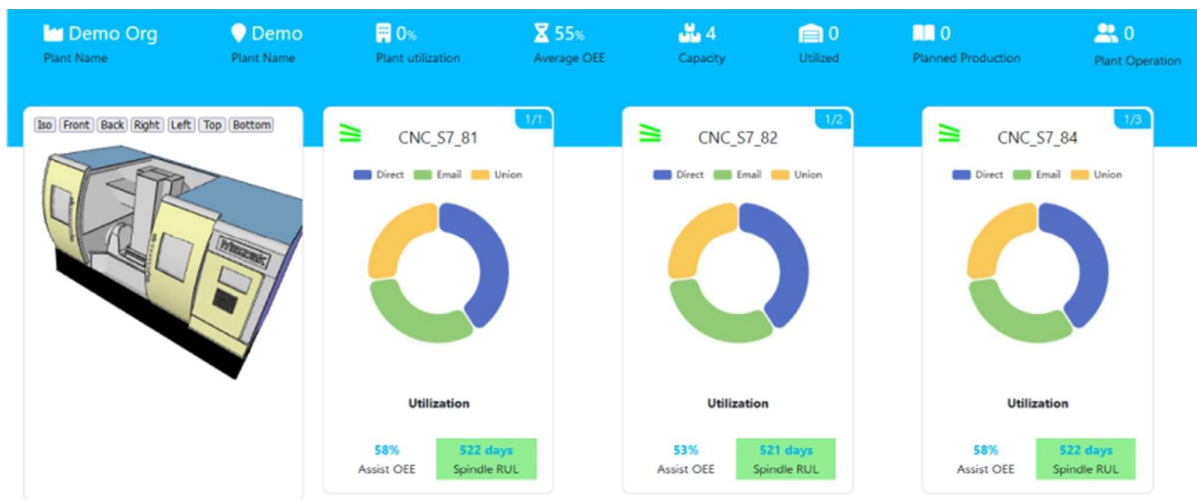 Demo Org
Plant Name
Demo
Plant Name
0%
Plant utilization
55%
Average OEE
4
Capacity
0
Utilized
0
Planned Production
0
Plant Operation
Iso Front Back Right Left Top Bottom
Mazak
1/1
CNC_S7_81
Direct Email Union
Utilization
58%
Assist OEE
522 days
Spindle RUL
1/2
CNC_S7_82
Direct Email Union
Utilization
53%
Assist OEE
521 days
Spindle RUL
1/3
CNC_S7_84
Direct Email Union
Utilization
58%
Assist OEE
522 days
Spindle RUL